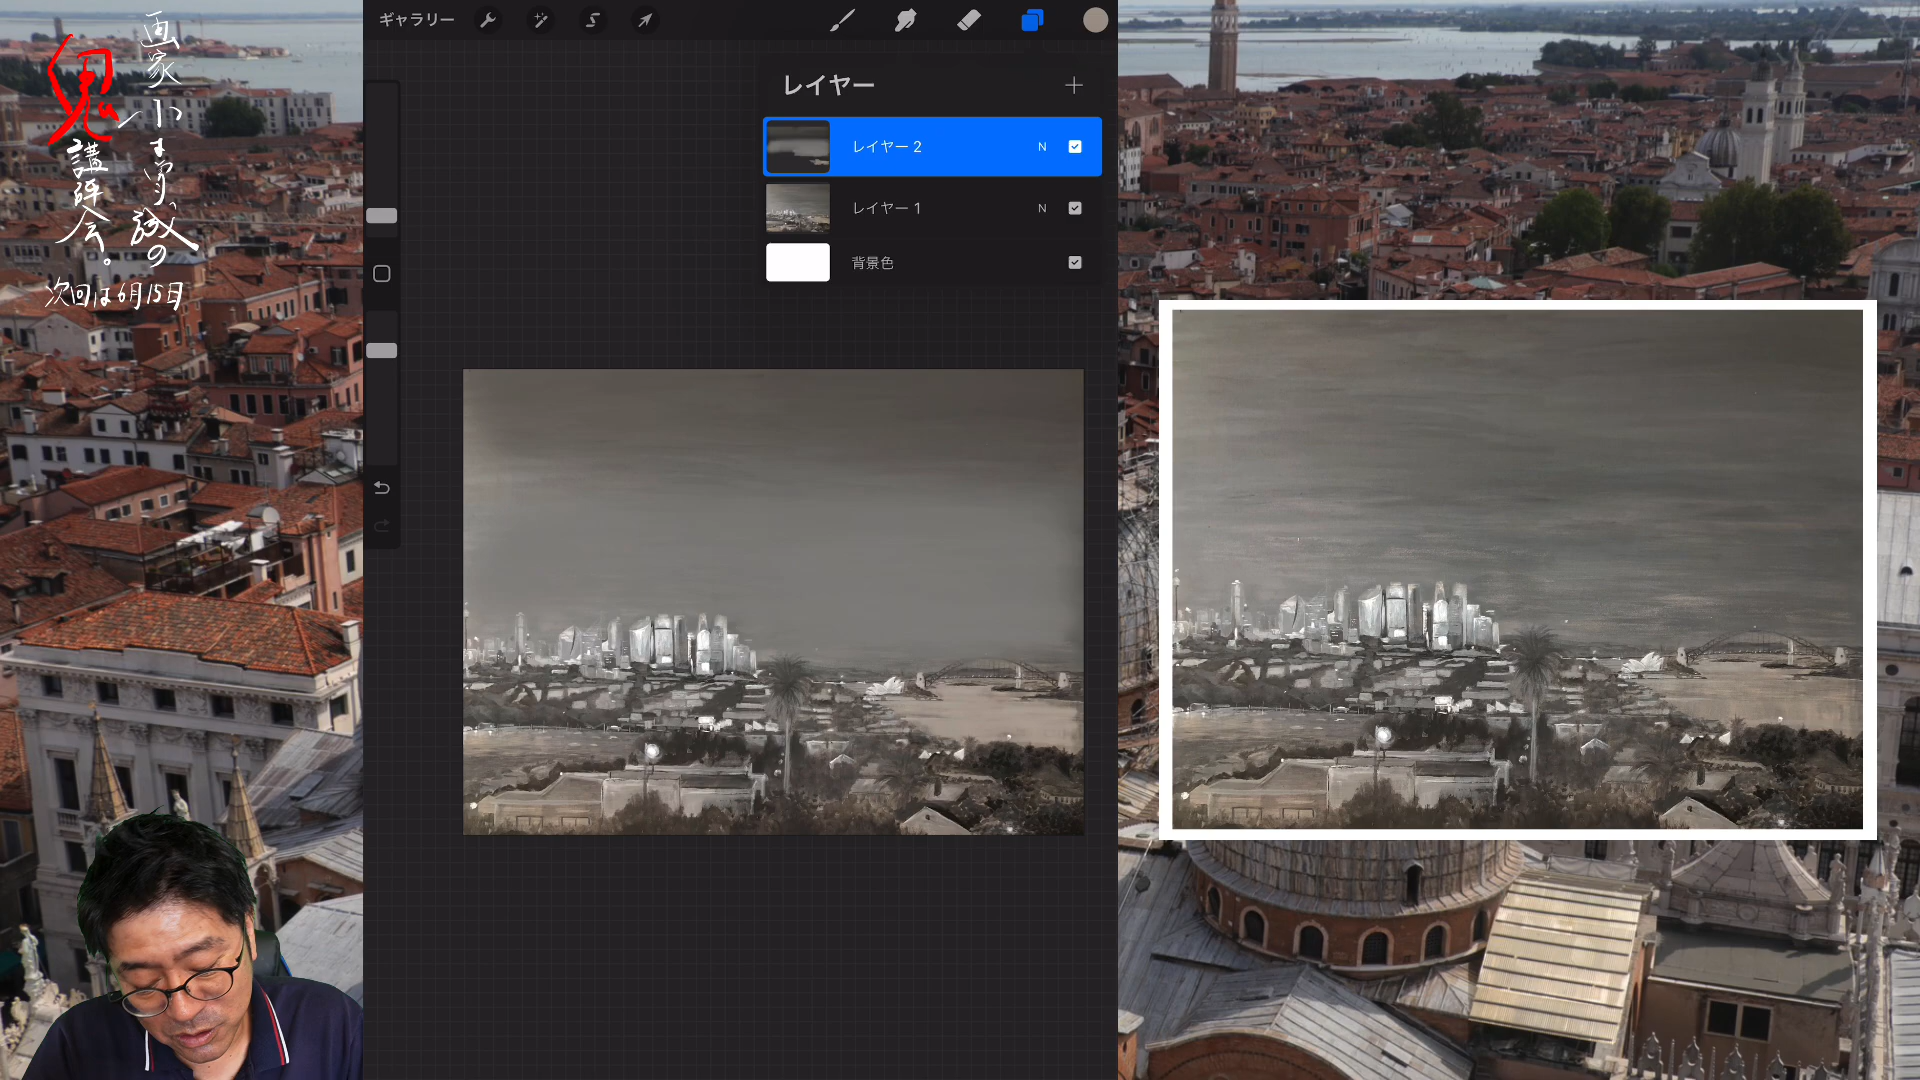 画家小木曽誠の
鬼講評会。
次回は6月15日
ギャラリー
レイヤー
レイヤー 2
N
レイヤー 1
N
背景色